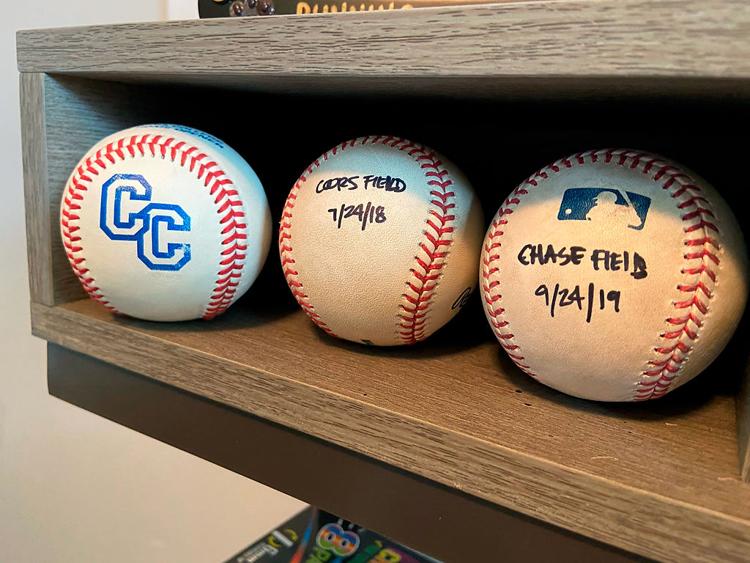 CC
COORS FIELD
7/24/18
CHASE FIELD
9/24/19